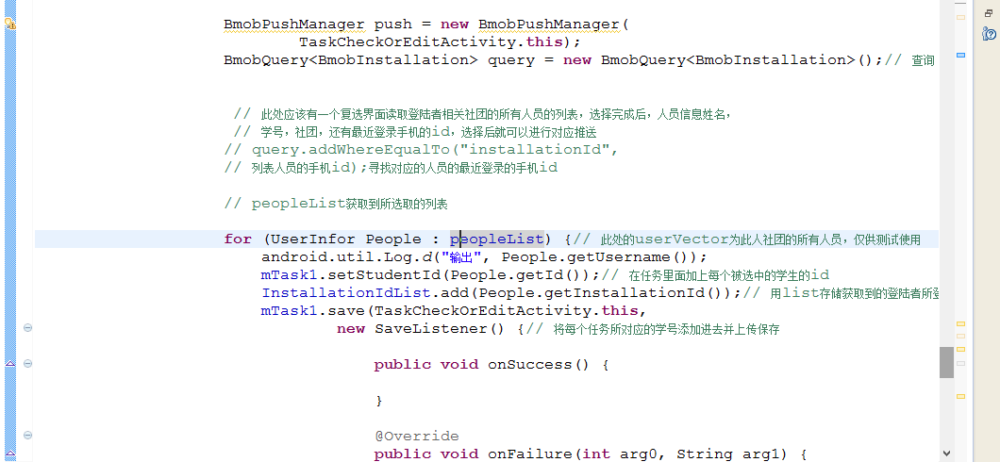 BmobPushManager push = new BmobPushManager(
TaskCheckOrEditActivity.this);
BmobQuery<BmobInstallation> query = new BmobQuery<BmobInstallation>();// 查询
// 此处应该有一个复选界面读取登陆者相关社团的所有人员的列表，选择完成后，人员信息姓名，
// 学号，社团，还有最近登录手机的id，选择后就可以进行对应推送
// query.addWhereEqualTo("installationId",
// 列表人员的手机id);寻找对应的人员的最近登录的手机id
// peopleList获取到所选取的列表
for (UserInfor People : peopleList) {// 此处的userVector为此人社团的所有人员，仅供测试使用
android.util.Log.d("输出", People.getUsername());
mTask1.setStudentId(People.getId());// 在任务里面加上每个被选中的学生的id
InstallationIdList.add(People.getInstallationId());// 用list存储获取到的登陆者所登
mTask1.save(TaskCheckOrEditActivity.this,
new SaveListener() {// 将每个任务所对应的学号添加进去并上传保存
public void onSuccess() {
}
@Override
public void onFailure(int arg0, String arg1) {